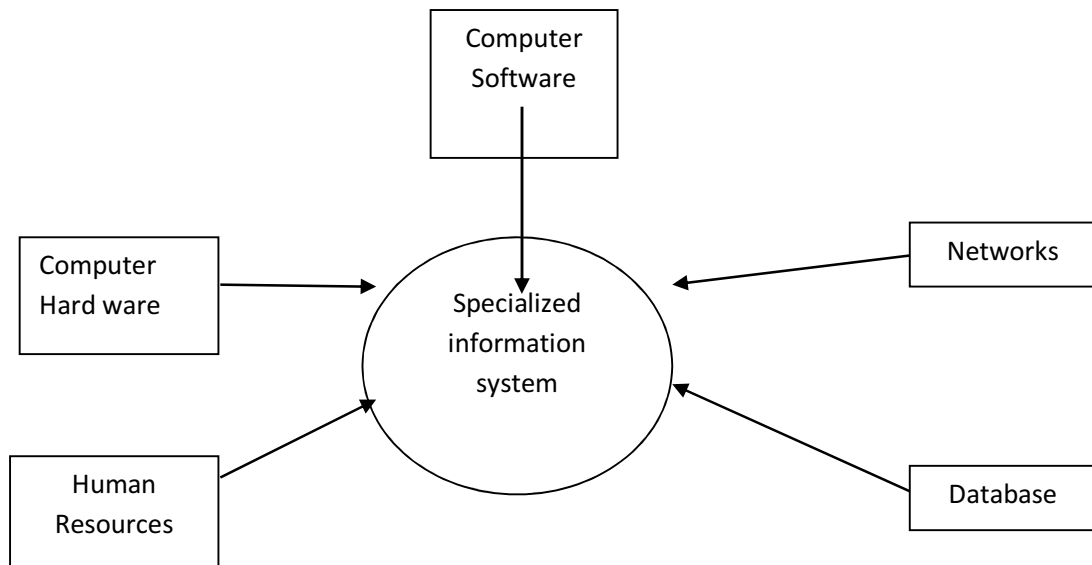 Computer
Software
Computer
Hard ware
Networks
Specialized
information
system
Human
Resources
Database